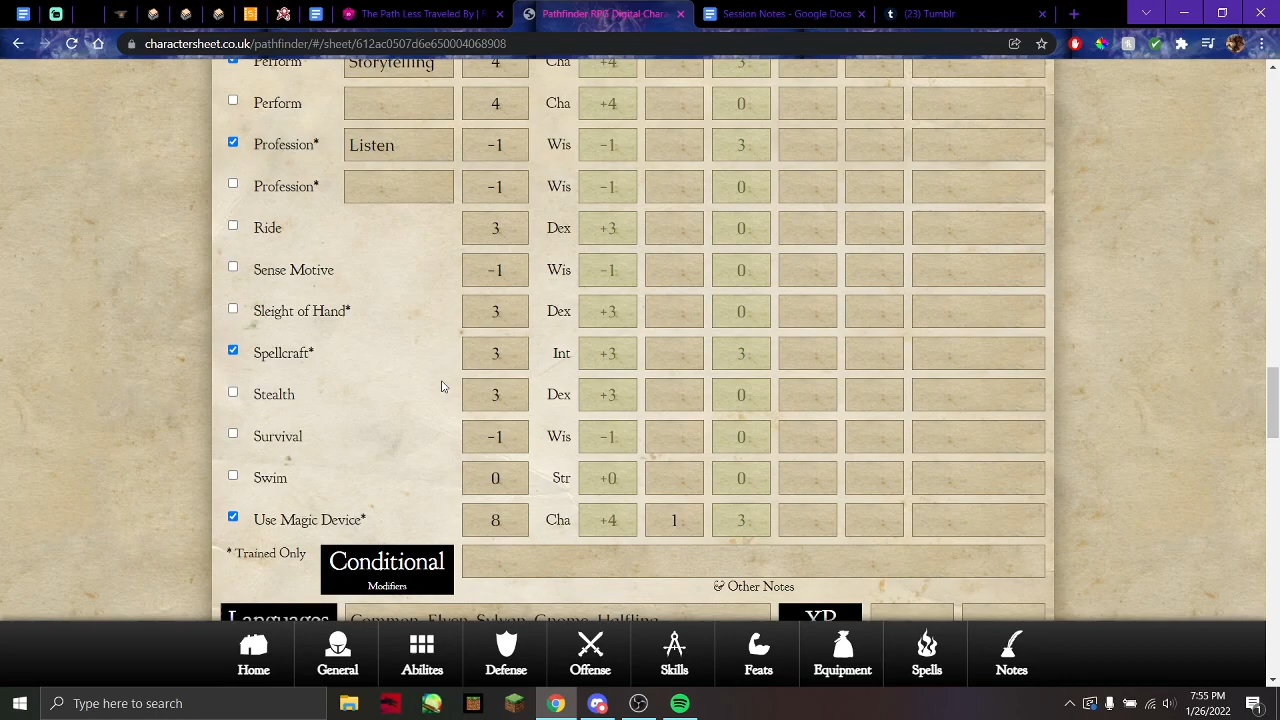 The Path Less Traveled By | R
Pathfinder RPG Digital Chara
Session Notes - Google Docs
(23) Tumblr
charactersheet.co.uk/pathfinder/#/sheet/612ac0507d6e650004068908
Perform Storytelling 4 Cha +4 3
Perform 4 Cha +4 0
Profession* Listen -1 Wis -1 3
Profession* -1 Wis -1 0
Ride 3 Dex +3 0
Sense Motive -1 Wis -1 0
Sleight of Hand* 3 Dex +3 0
Spellcraft* 3 Int +3 3
Stealth 3 Dex +3 0
Survival -1 Wis -1 0
Swim 0 Str +0 0
Use Magic Device* 8 Cha +4 1 3
* Trained Only
Conditional
Modifiers
& Other Notes
Languages Common, Elven, Sylvan, Gnome, Halfling XP
Home General Abilites Defense Offense Skills Feats Equipment Spells Notes
Type here to search
7:55 PM
1/26/2022